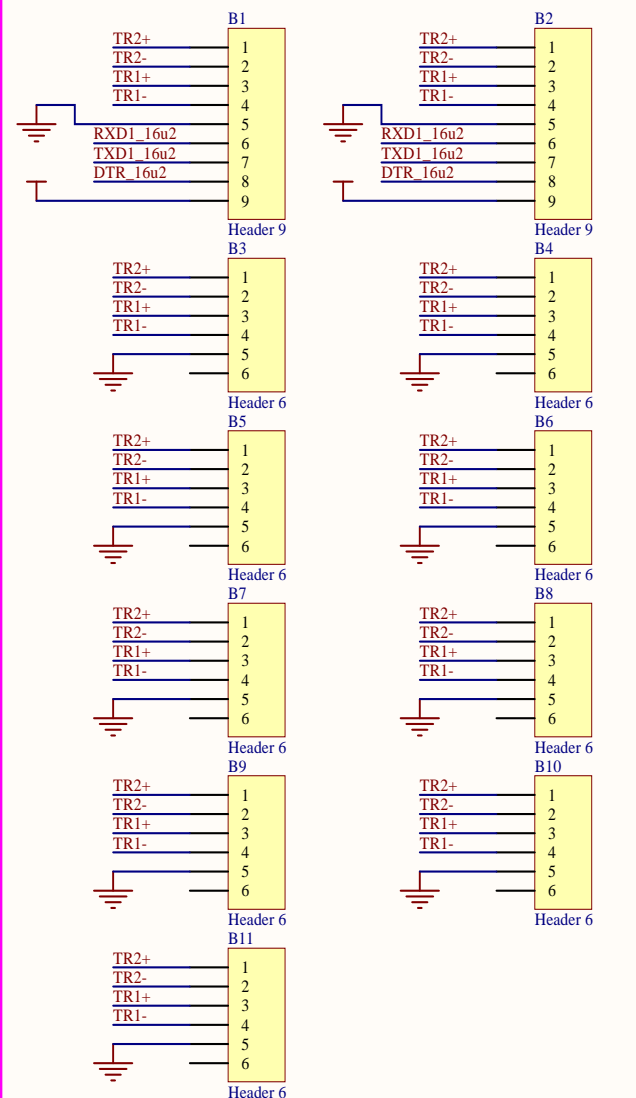 B1
TR2+ 1
TR2- 2
TR1+ 3
TR1- 4
5
RXD1_16u2 6
TXD1_16u2 7
DTR_16u2 8
9
Header 9
B2
TR2+ 1
TR2- 2
TR1+ 3
TR1- 4
5
RXD1_16u2 6
TXD1_16u2 7
DTR_16u2 8
9
Header 9
B3
TR2+ 1
TR2- 2
TR1+ 3
TR1- 4
5
6
Header 6
B4
TR2+ 1
TR2- 2
TR1+ 3
TR1- 4
5
6
Header 6
B5
TR2+ 1
TR2- 2
TR1+ 3
TR1- 4
5
6
Header 6
B6
TR2+ 1
TR2- 2
TR1+ 3
TR1- 4
5
6
Header 6
B7
TR2+ 1
TR2- 2
TR1+ 3
TR1- 4
5
6
Header 6
B8
TR2+ 1
TR2- 2
TR1+ 3
TR1- 4
5
6
Header 6
B9
TR2+ 1
TR2- 2
TR1+ 3
TR1- 4
5
6
Header 6
B10
TR2+ 1
TR2- 2
TR1+ 3
TR1- 4
5
6
Header 6
B11
TR2+ 1
TR2- 2
TR1+ 3
TR1- 4
5
6
Header 6